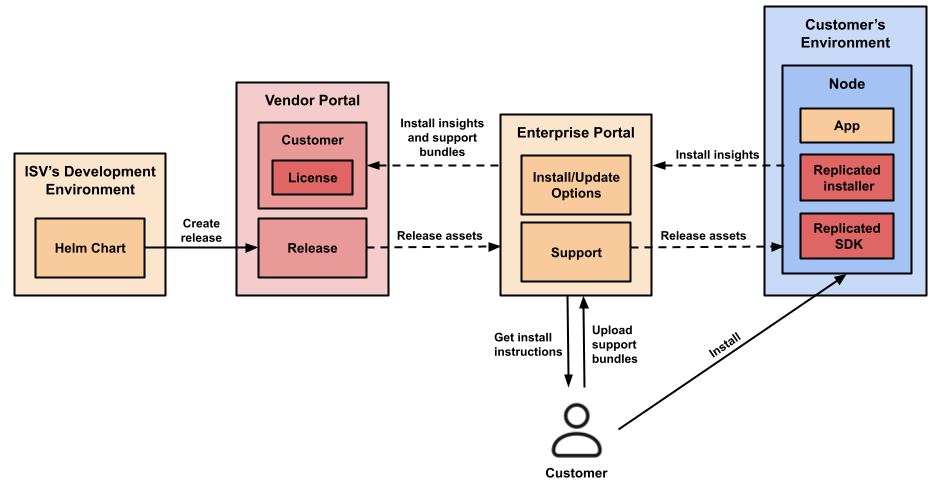 ISV's Development
Environment
Helm Chart
Create
release
Vendor Portal
Customer
License
Release
Install insights
and support
bundles
Release assets
Enterprise Portal
Install/Update
Options
Support
Install insights
Release assets
Customer's
Environment
Node
App
Replicated
installer
Replicated
SDK
Get install
instructions
Upload
support
bundles
Install
Customer